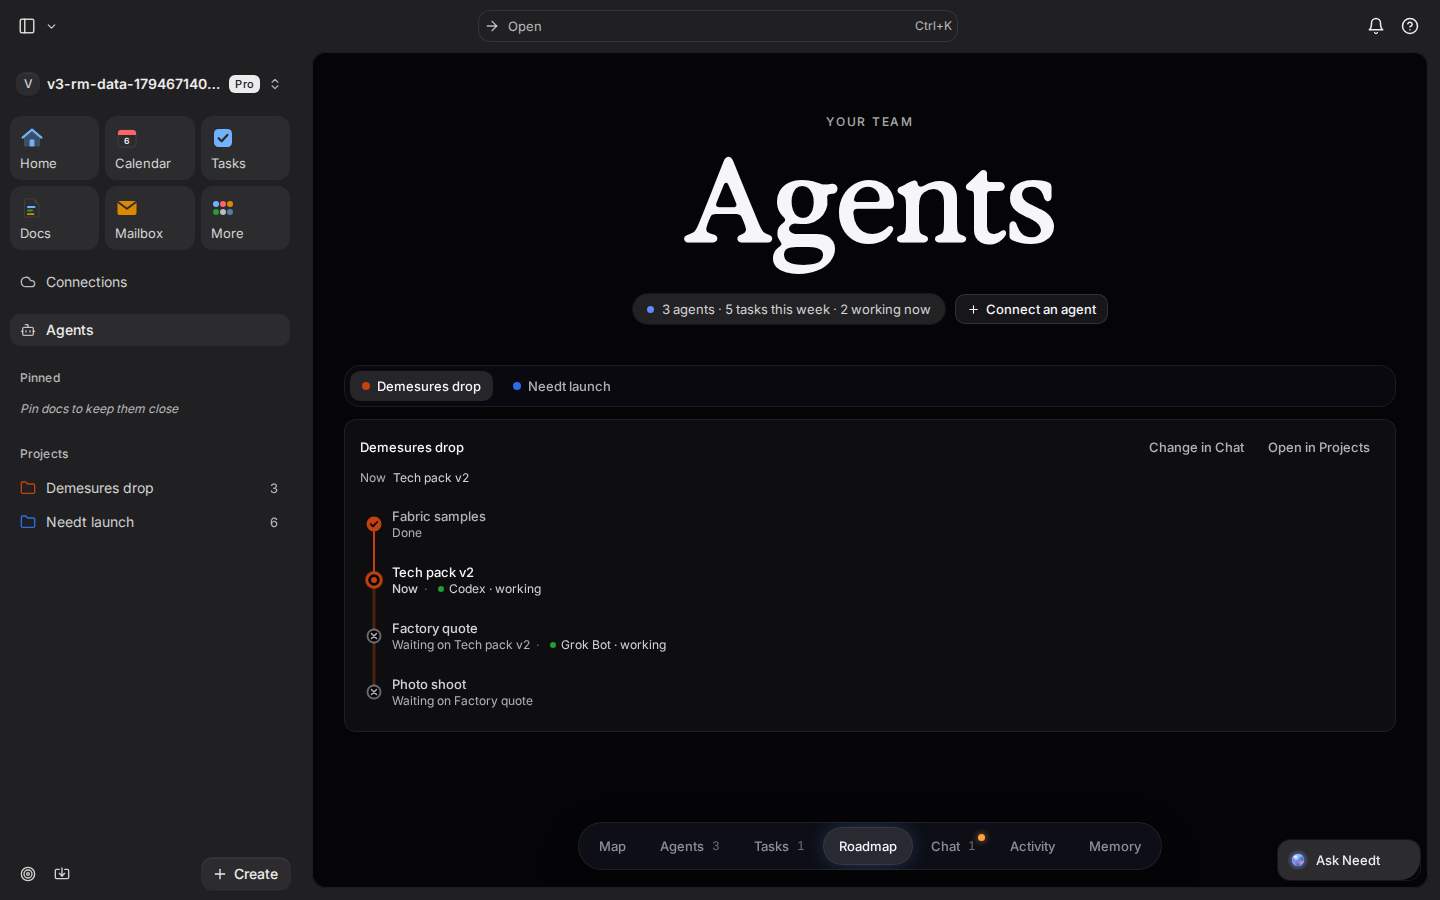 Open
Ctrl+K
V
v3-rm-data-179467140...
Pro
Home
6
Calendar
Tasks
Docs
Mailbox
More
Connections
Agents
Pinned
Pin docs to keep them close
Projects
Demesures drop
3
Needt launch
6
Create
YOUR TEAM
Agents
3 agents · 5 tasks this week · 2 working now
Connect an agent
Demesures drop
Needt launch
Demesures drop
Change in Chat
Open in Projects
Now Tech pack v2
Fabric samples
Done
Tech pack v2
Now · Codex · working
Factory quote
Waiting on Tech pack v2 · Grok Bot · working
Photo shoot
Waiting on Factory quote
Map
Agents 3
Tasks 1
Roadmap
Chat 1
Activity
Memory
Ask Needt